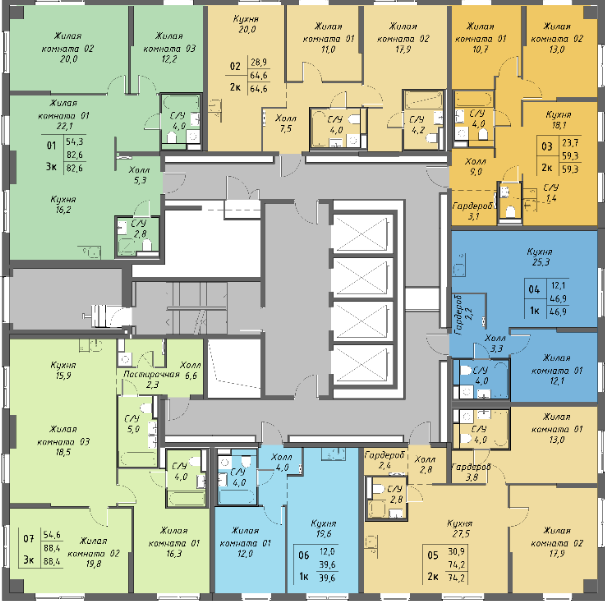 Жилая
комната 02
20,0
Жилая
комната 03
12,2
Жилая
комната 01
22,1
01
3к
54,3
82,6
82,6
С/У
4,0
Холл
5,3
Кухня
16,2
С/У
2,8
Кухня
20,0
02
2к
28,9
64,6
64,6
Жилая
комната 01
11,0
Жилая
комната 02
17,9
Холл
7,5
С/У
4,0
С/У
4,2
Жилая
комната 01
10,7
Жилая
комната 02
13,0
С/У
4,0
Кухня
18,1
03
2к
23,7
59,3
59,3
Холл
9,0
Гардероб
3,1
С/У
1,4
Кухня
25,3
04
1к
12,1
46,9
46,9
Гардероб
2,2
Холл
3,3
С/У
4,0
Жилая
комната 01
12,1
Кухня
15,9
Постирочная
2,3
Холл
6,6
С/У
5,0
Жилая
комната 03
18,5
С/У
4,0
07
3к
54,6
88,4
88,4
Жилая
комната 02
19,8
Жилая
комната 01
16,3
С/У
4,0
Холл
4,0
Жилая
комната 01
12,0
Кухня
19,6
06
1к
12,0
39,6
39,6
Гардероб
2,4
Холл
2,8
С/У
2,8
С/У
4,0
Гардероб
3,8
Жилая
комната 01
13,0
Кухня
27,5
05
2к
30,9
74,2
74,2
Жилая
комната 02
17,9